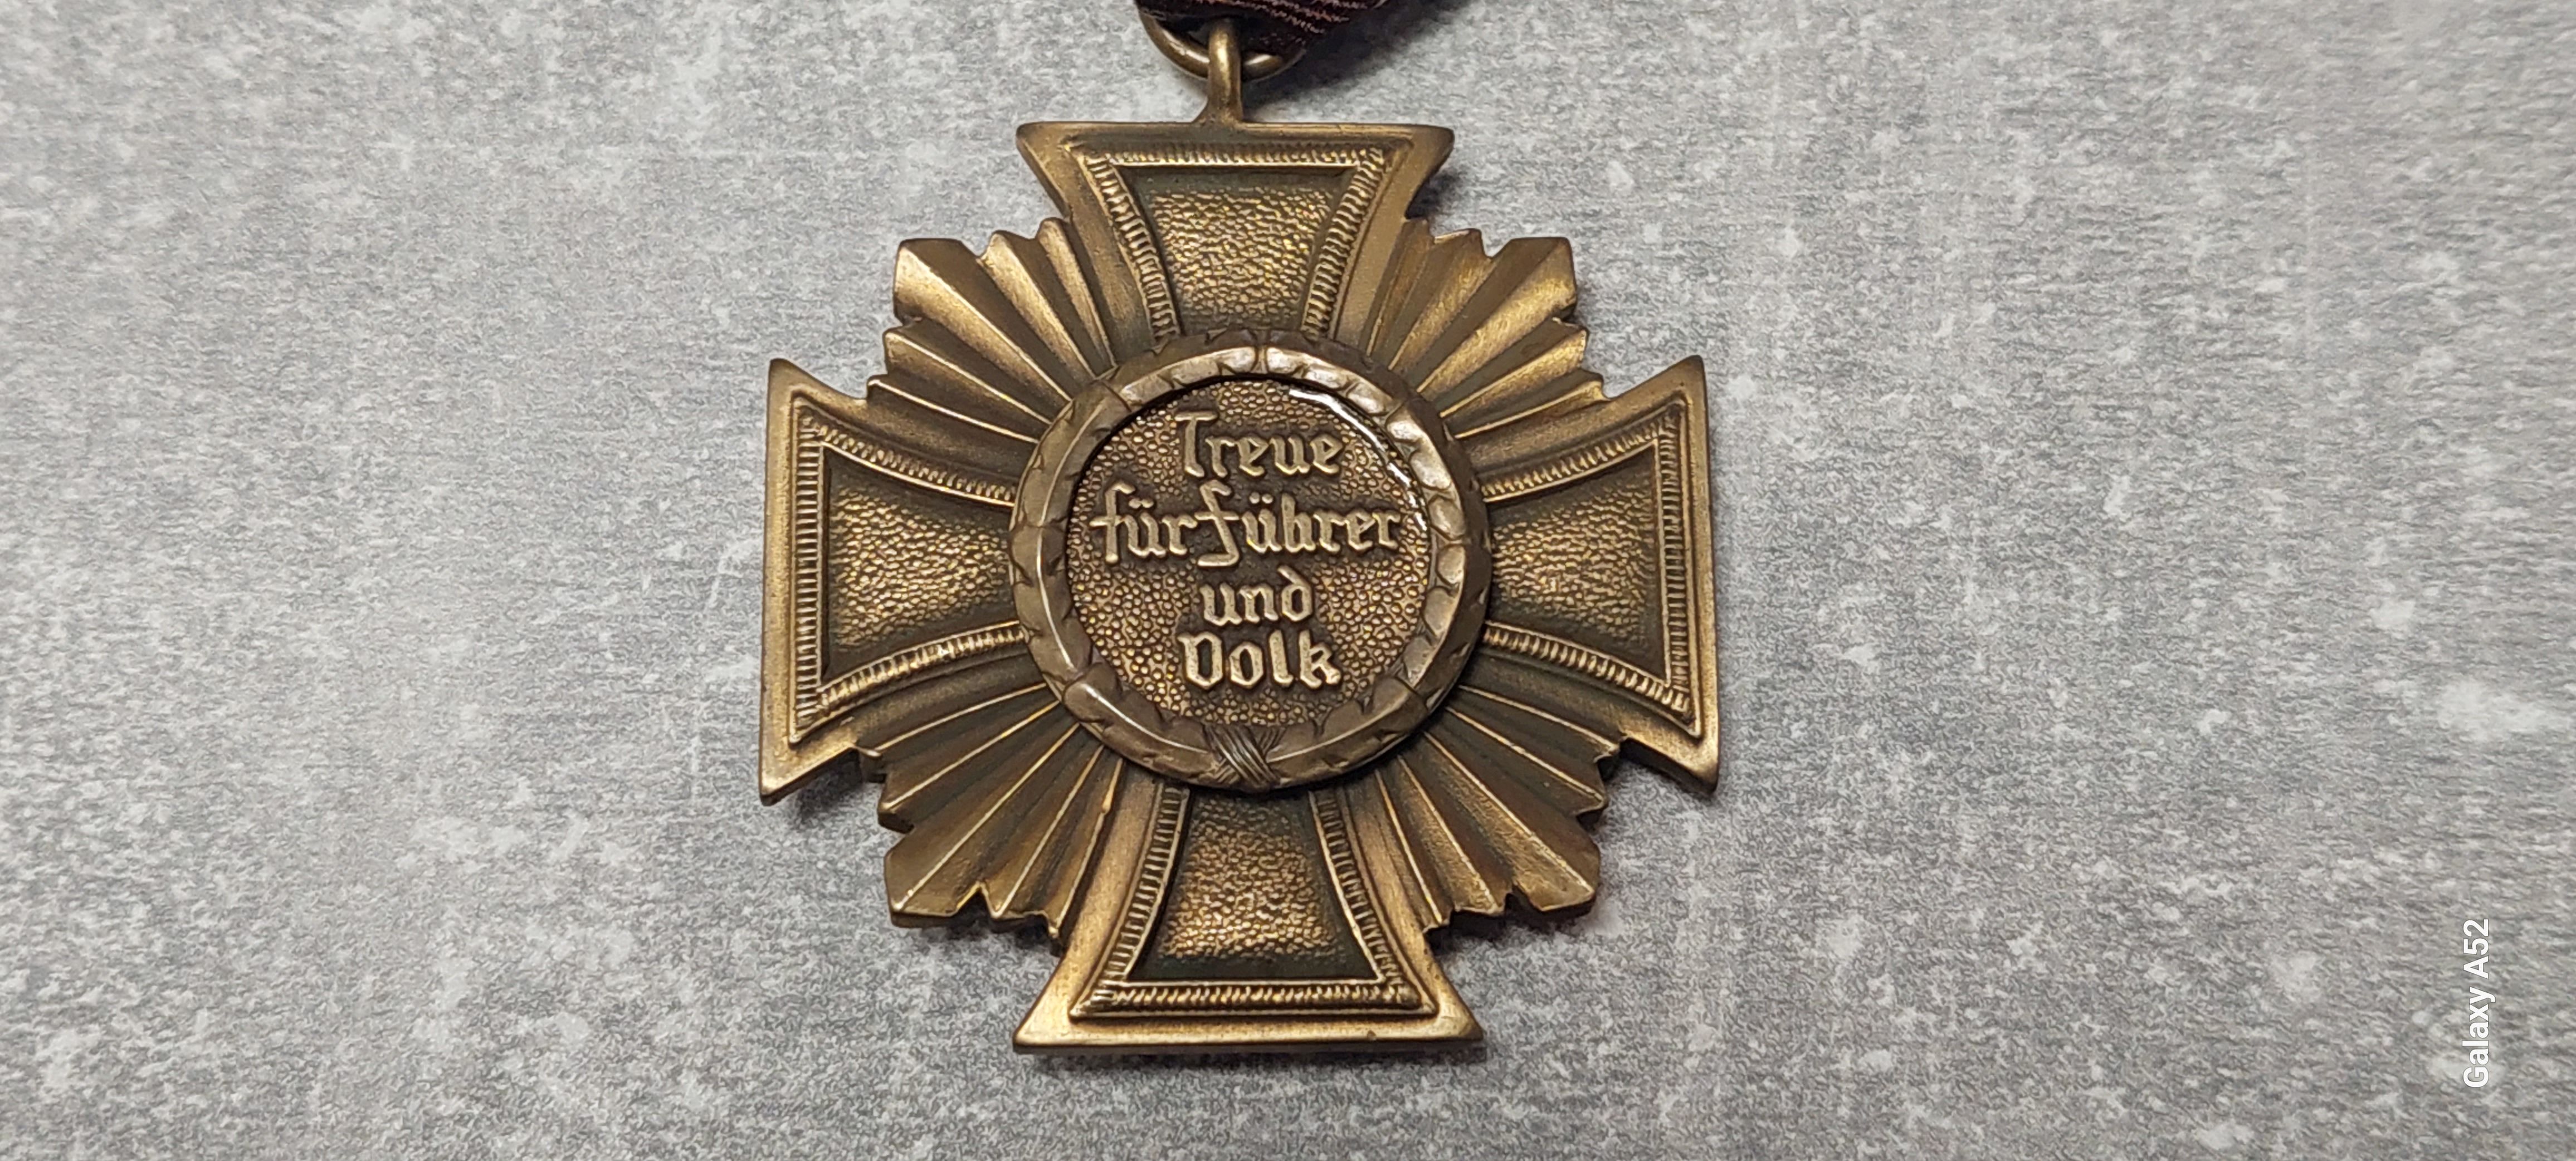 Treue
für Führer
und
Volk
Galaxy A52